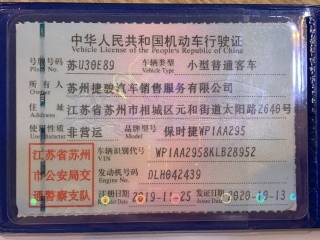 中华人民共和国机动车行驶证
Vehicle License of the People's Republic of China
号牌号码 苏U30E89 车辆类型 小型普通客车
Plate No. Vehicle Type
所有人 苏州捷骏汽车销售服务有限公司
Owner
住址 江苏省苏州市相城区元和街道太阳路2640号
Address
使用性质 非营运 品牌型号 保时捷WP1AA295
Model
江苏省苏州市公安局交通警察支队
车辆识别代号 WP1AA2958KLB28952
VIN
发动机号码 DLH042439
Engine No.
注册日期 2019-11-25 发证日期 2020-10-13
Register Date Issue Date